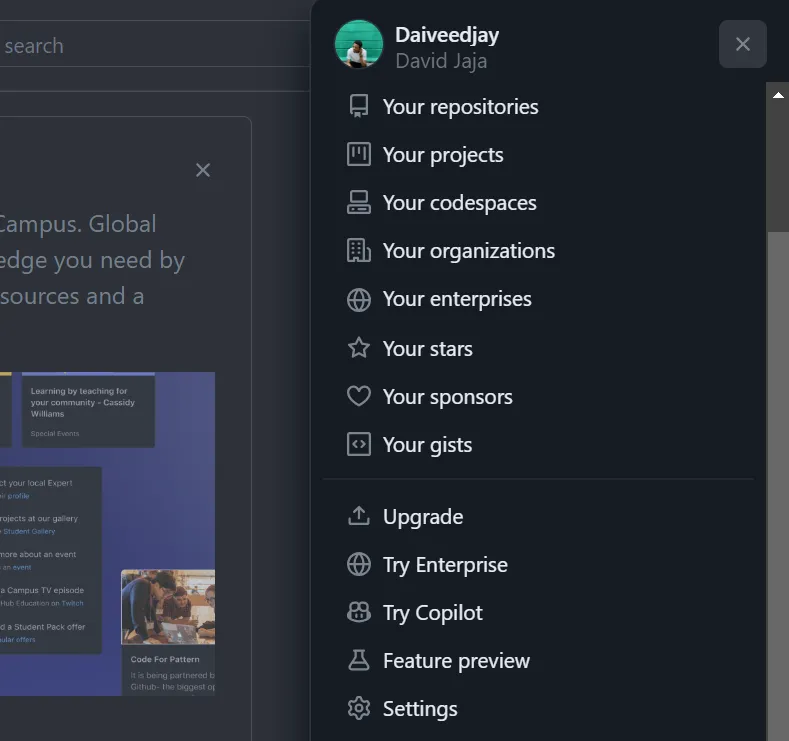 search
Campus. Global
edge you need by
sources and a
Learning by teaching for
your community - Cassidy
Williams
Special Events
ct your local Expert
ir profile
rojects at our gallery
Student Gallery
more about an event
an event
a Campus TV episode
Hub Education on Twitch
d a Student Pack offer
ular offers
Code For Pattern
It is being partnered b
Github- the biggest op
Daiveedjay
David Jaja
Your repositories
Your projects
Your codespaces
Your organizations
Your enterprises
Your stars
Your sponsors
Your gists
Upgrade
Try Enterprise
Try Copilot
Feature preview
Settings